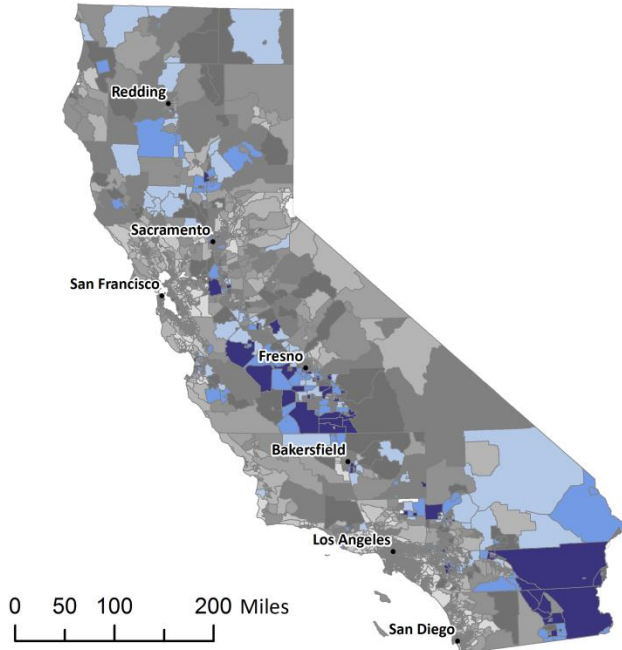 Redding
Sacramento
San Francisco
Fresno
Bakersfield
Los Angeles
San Diego
0 50 100 200 Miles